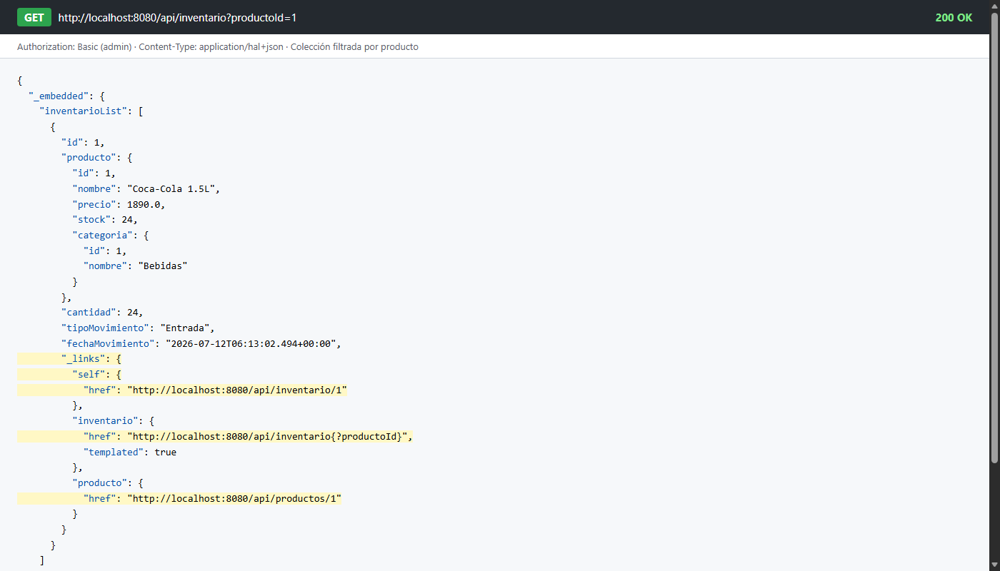 GET http://localhost:8080/api/inventario?productoId=1 200 OK
Authorization: Basic (admin) · Content-Type: application/hal+json · Colección filtrada por producto
{
  "_embedded": {
    "inventarioList": [
      {
        "id": 1,
        "producto": {
          "id": 1,
          "nombre": "Coca-Cola 1.5L",
          "precio": 1890.0,
          "stock": 24,
          "categoria": {
            "id": 1,
            "nombre": "Bebidas"
          }
        },
        "cantidad": 24,
        "tipoMovimiento": "Entrada",
        "fechaMovimiento": "2026-07-12T06:13:02.494+00:00",
        "_links": {
          "self": {
            "href": "http://localhost:8080/api/inventario/1"
          },
          "inventario": {
            "href": "http://localhost:8080/api/inventario{?productoId}",
            "templated": true
          },
          "producto": {
            "href": "http://localhost:8080/api/productos/1"
          }
        }
      }
    ]